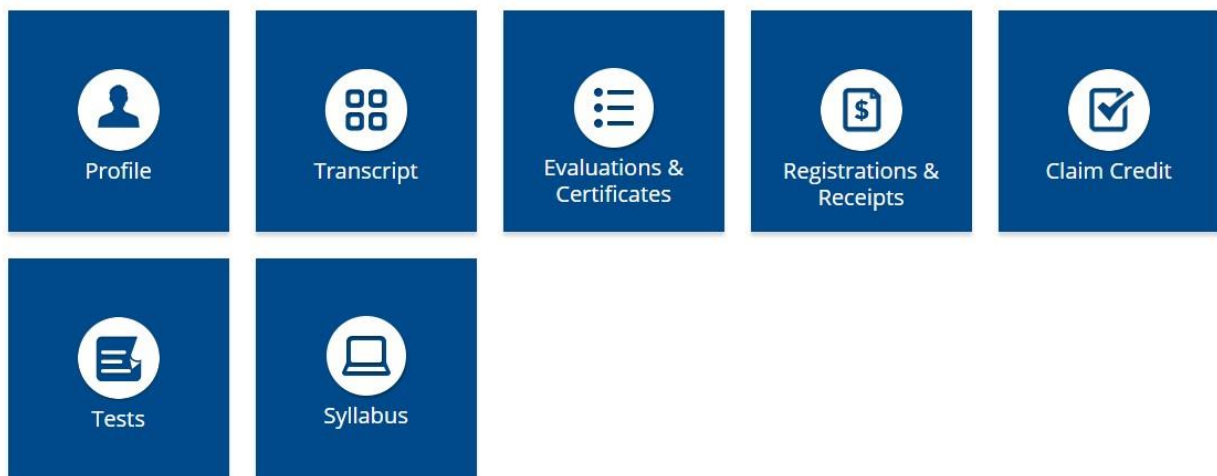 Profile
Transcript
Evaluations &
Certificates
Registrations &
Receipts
Claim Credit
Tests
Syllabus